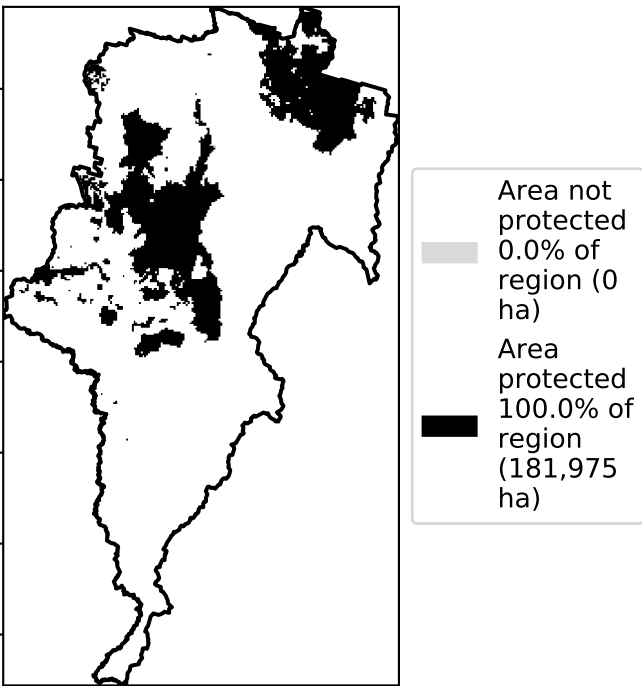 Area not
protected
0.0% of
region (0
ha)
Area
protected
100.0% of
region
(181,975
ha)